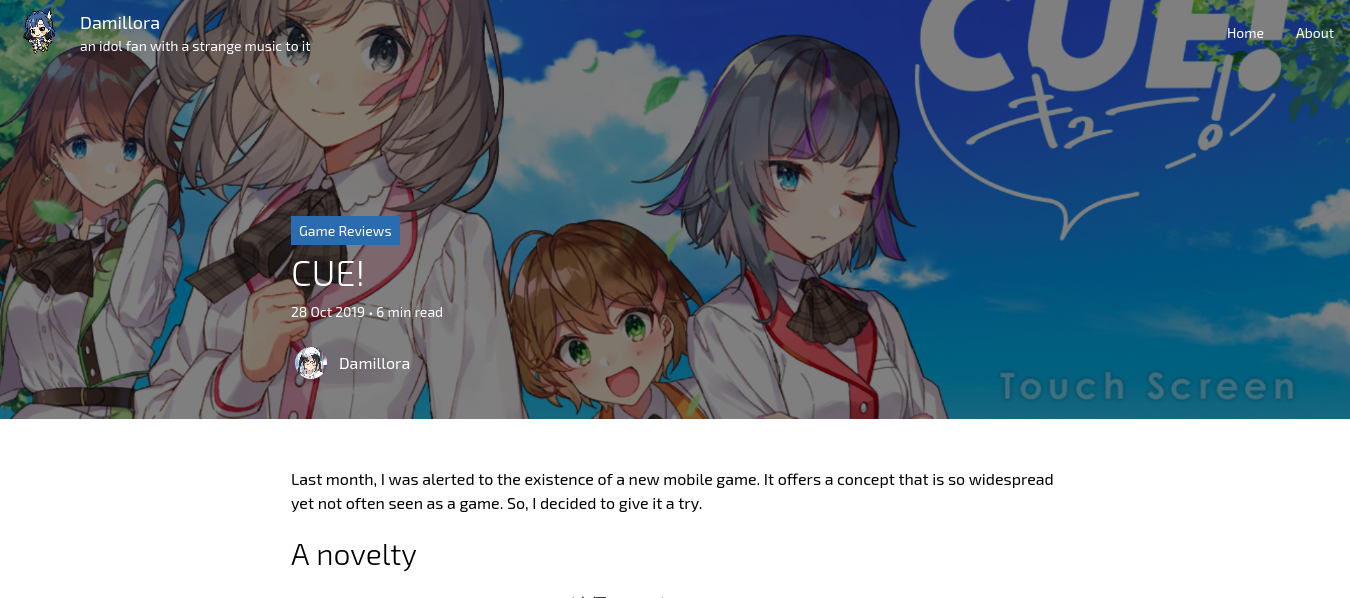 Damillora
an idol fan with a strange music to it
Home
About
CUE!
キュー!
Game Reviews
CUE!
28 Oct 2019 • 6 min read
Damillora
Touch Screen
Last month, I was alerted to the existence of a new mobile game. It offers a concept that is so widespread
yet not often seen as a game. So, I decided to give it a try.
A novelty